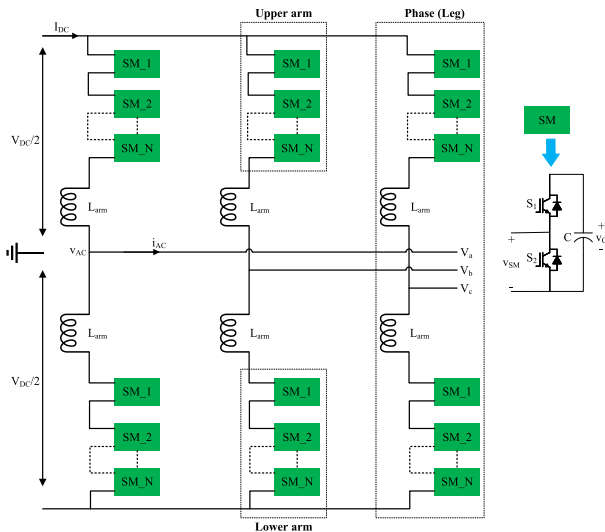 Upper arm
Phase (Leg)
I_DC
SM_1
SM_1
SM_1
SM_2
SM_2
SM_2
SM_N
SM_N
SM_N
V_DC/2
SM
L_arm
L_arm
L_arm
S_1
C
v_C
+
-
S_2
v_SM
+
-
v_AC
i_AC
V_a
V_b
V_c
L_arm
L_arm
L_arm
V_DC/2
SM_1
SM_1
SM_1
SM_2
SM_2
SM_2
SM_N
SM_N
SM_N
Lower arm